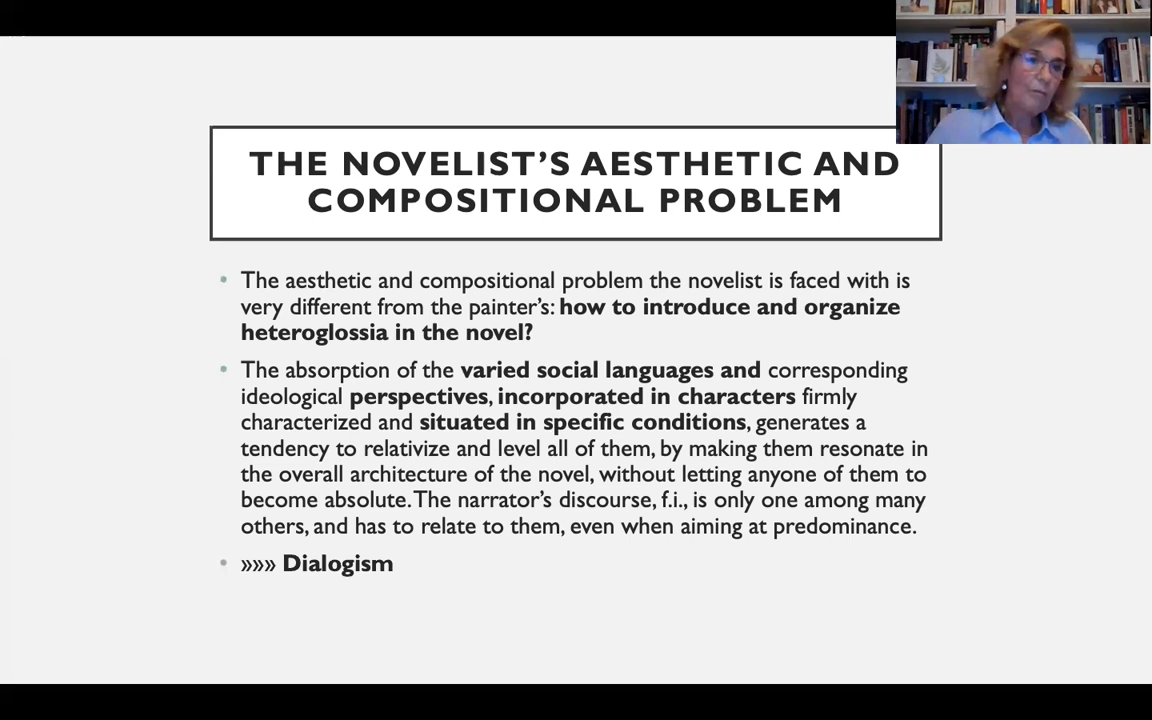 THE NOVELIST’S AESTHETIC AND
COMPOSITIONAL PROBLEM
• The aesthetic and compositional problem the novelist is faced with is
very different from the painter’s: how to introduce and organize
heteroglossia in the novel?
• The absorption of the varied social languages and corresponding
ideological perspectives, incorporated in characters firmly
characterized and situated in specific conditions, generates a
tendency to relativize and level all of them, by making them resonate in
the overall architecture of the novel, without letting anyone of them to
become absolute. The narrator’s discourse, f.i., is only one among many
others, and has to relate to them, even when aiming at predominance.
• »»» Dialogism